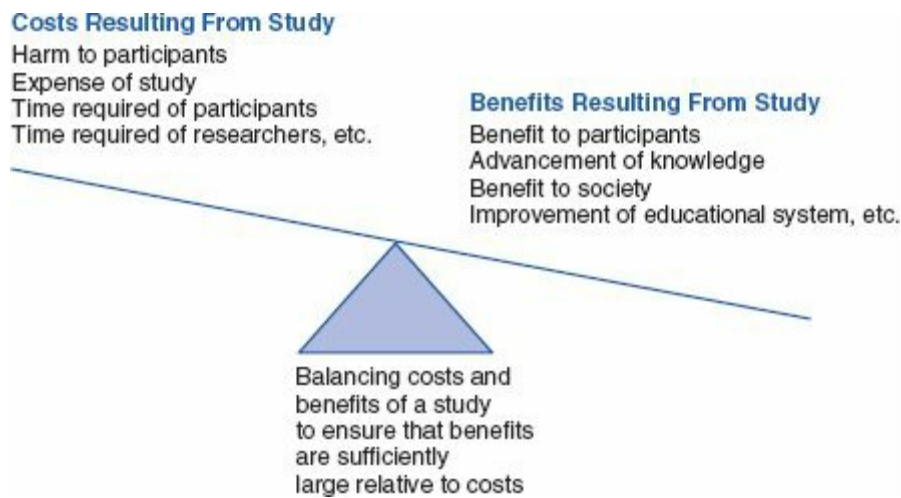 Costs Resulting From Study
Harm to participants
Expense of study
Time required of participants
Time required of researchers, etc.
Benefits Resulting From Study
Benefit to participants
Advancement of knowledge
Benefit to society
Improvement of educational system, etc.
Balancing costs and
benefits of a study
to ensure that benefits
are sufficiently
large relative to costs